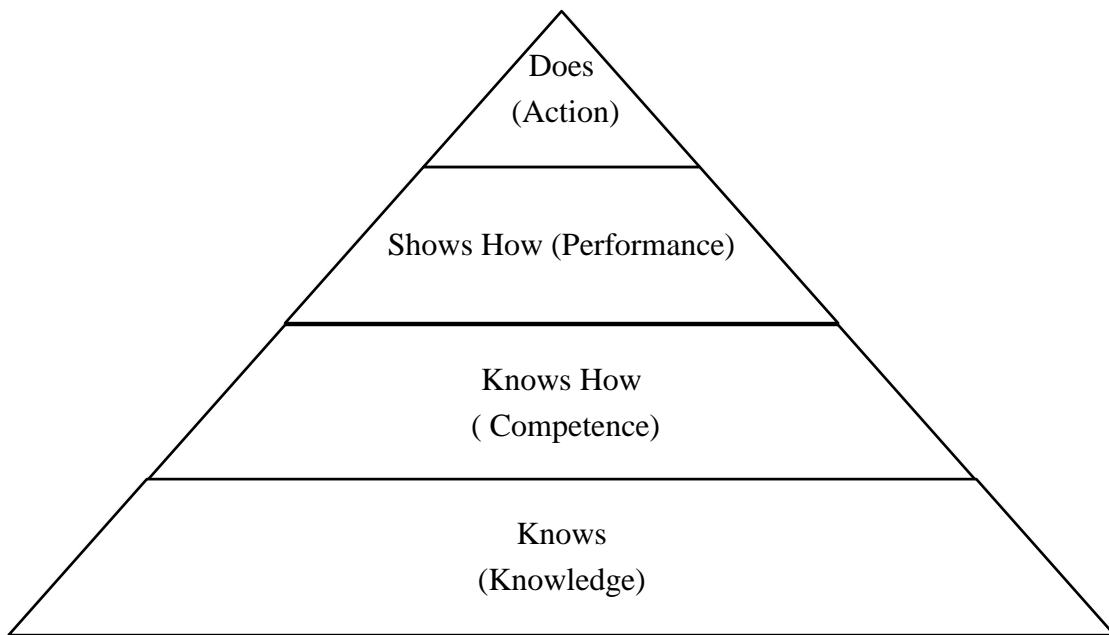 Does
(Action)
Shows How (Performance)
Knows How
( Competence)
Knows
(Knowledge)